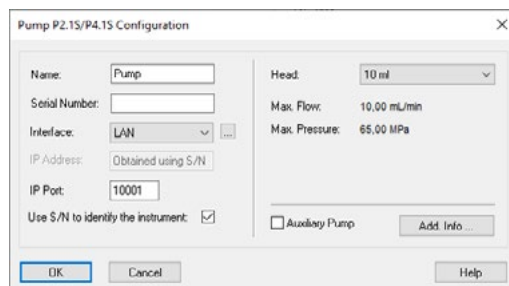 Pump P2.1S/P4.1S Configuration
Name: Pump
Serial Number:
Interface: LAN ...
IP Address: Obtained using S/N
IP Port: 10001
Use S/N to identify the instrument:
Head: 10 ml
Max. Flow: 10,00 mL/min
Max. Pressure: 65,00 MPa
Auxiliary Pump
Add. Info ...
OK
Cancel
Help